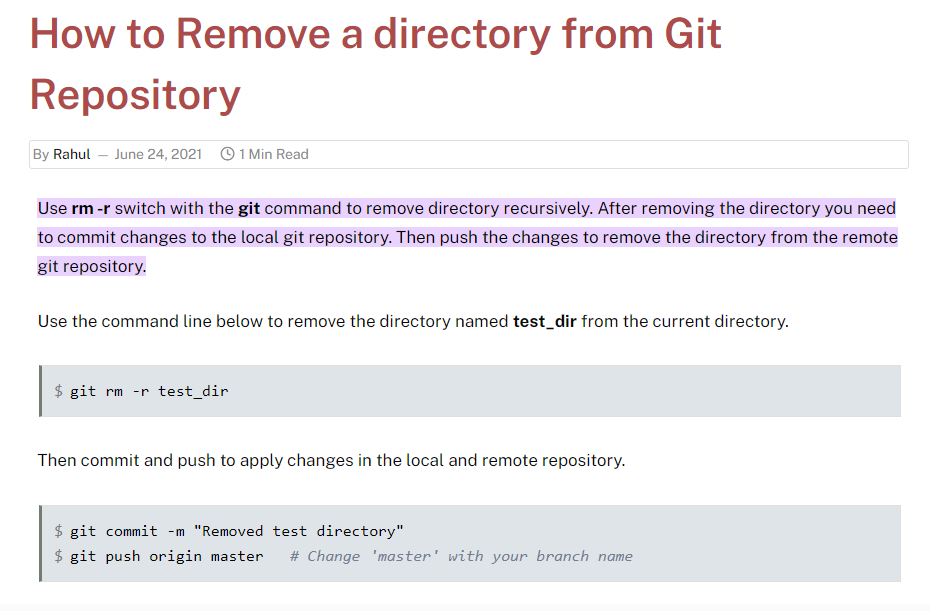 How to Remove a directory from Git
Repository
By Rahul — June 24, 2021 1 Min Read
Use rm -r switch with the git command to remove directory recursively. After removing the directory you need
to commit changes to the local git repository. Then push the changes to remove the directory from the remote
git repository.
Use the command line below to remove the directory named test_dir from the current directory.
$ git rm -r test_dir
Then commit and push to apply changes in the local and remote repository.
$ git commit -m "Removed test directory"
$ git push origin master # Change 'master' with your branch name